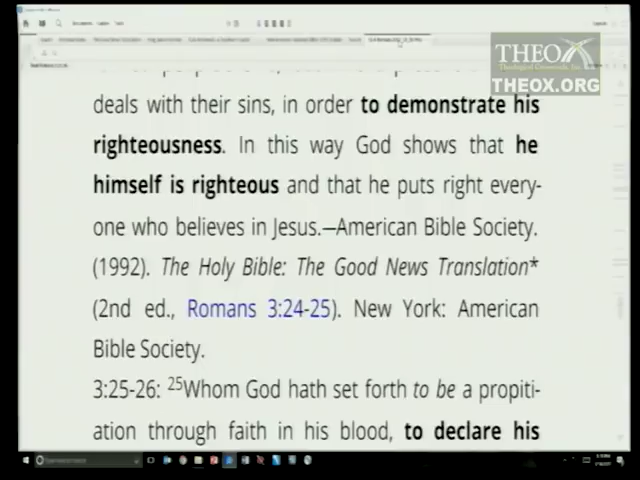 THEOX
THEOX.ORG
deals with their sins, in order to demonstrate his
righteousness. In this way God shows that he
himself is righteous and that he puts right every-
one who believes in Jesus.—American Bible Society.
(1992). The Holy Bible: The Good News Translation*
(2nd ed., Romans 3:24-25). New York: American
Bible Society.
3:25-26: 25Whom God hath set forth to be a propiti-
ation through faith in his blood, to declare his